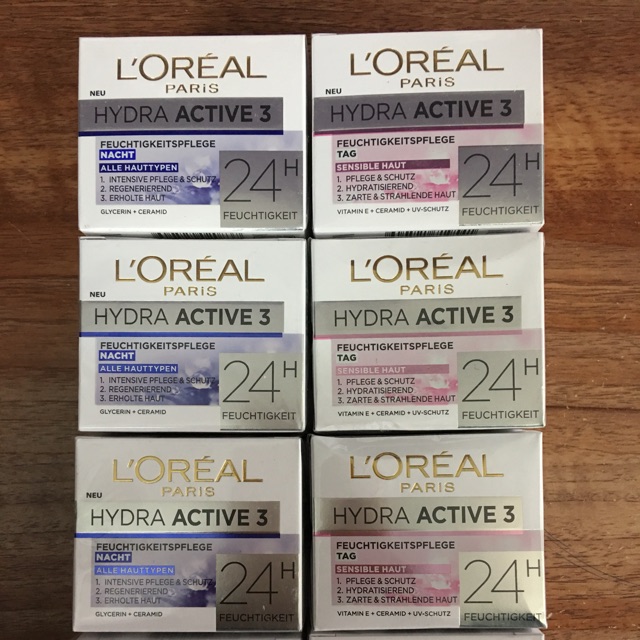 L'ORÉAL
PARIS
NEU
HYDRA ACTIVE 3
FEUCHTIGKEITSPFLEGE
NACHT
ALLE HAUTTYPEN
1. INTENSIVE PFLEGE & SCHUTZ
2. REGENERIEREND
3. ERHOLTE HAUT
GLYCERIN + CERAMID
24H
FEUCHTIGKEIT
L'ORÉAL
PARIS
NEU
HYDRA ACTIVE 3
FEUCHTIGKEITSPFLEGE
TAG
SENSIBLE HAUT
1. PFLEGE & SCHUTZ
2. HYDRATISIEREND
3. ZARTE & STRAHLENDE HAUT
VITAMIN E + CERAMID + UV-SCHUTZ
24H
FEUCHTIGKEIT
L'ORÉAL
PARIS
NEU
HYDRA ACTIVE 3
FEUCHTIGKEITSPFLEGE
NACHT
ALLE HAUTTYPEN
1. INTENSIVE PFLEGE & SCHUTZ
2. REGENERIEREND
3. ERHOLTE HAUT
GLYCERIN + CERAMID
24H
FEUCHTIGKEIT
L'ORÉAL
PARIS
HYDRA ACTIVE 3
FEUCHTIGKEITSPFLEGE
TAG
SENSIBLE HAUT
1. PFLEGE & SCHUTZ
2. HYDRATISIEREND
3. ZARTE & STRAHLENDE HAUT
VITAMIN E + CERAMID + UV-SCHUTZ
24H
FEUCHTIGKEIT
L'ORÉAL
PARIS
NEU
HYDRA ACTIVE 3
FEUCHTIGKEITSPFLEGE
NACHT
ALLE HAUTTYPEN
1. INTENSIVE PFLEGE & SCHUTZ
2. REGENERIEREND
3. ERHOLTE HAUT
GLYCERIN + CERAMID
24H
FEUCHTIGKEIT
L'ORÉAL
PARIS
HYDRA ACTIVE 3
FEUCHTIGKEITSPFLEGE
TAG
SENSIBLE HAUT
1. PFLEGE & SCHUTZ
2. HYDRATISIEREND
3. ZARTE & STRAHLENDE HAUT
VITAMIN E + CERAMID + UV-SCHUTZ
24H
FEUCHTIGKEIT